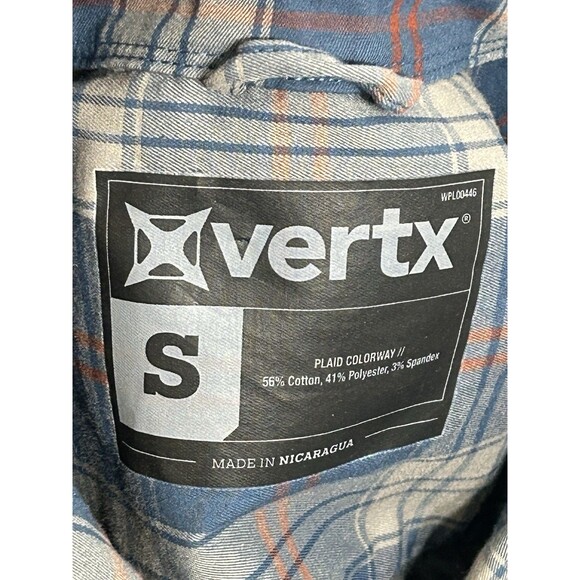 WPL00446
vertx®
S
PLAID COLORWAY //
56% Cotton, 41% Polyester, 3% Spandex
MADE IN NICARAGUA